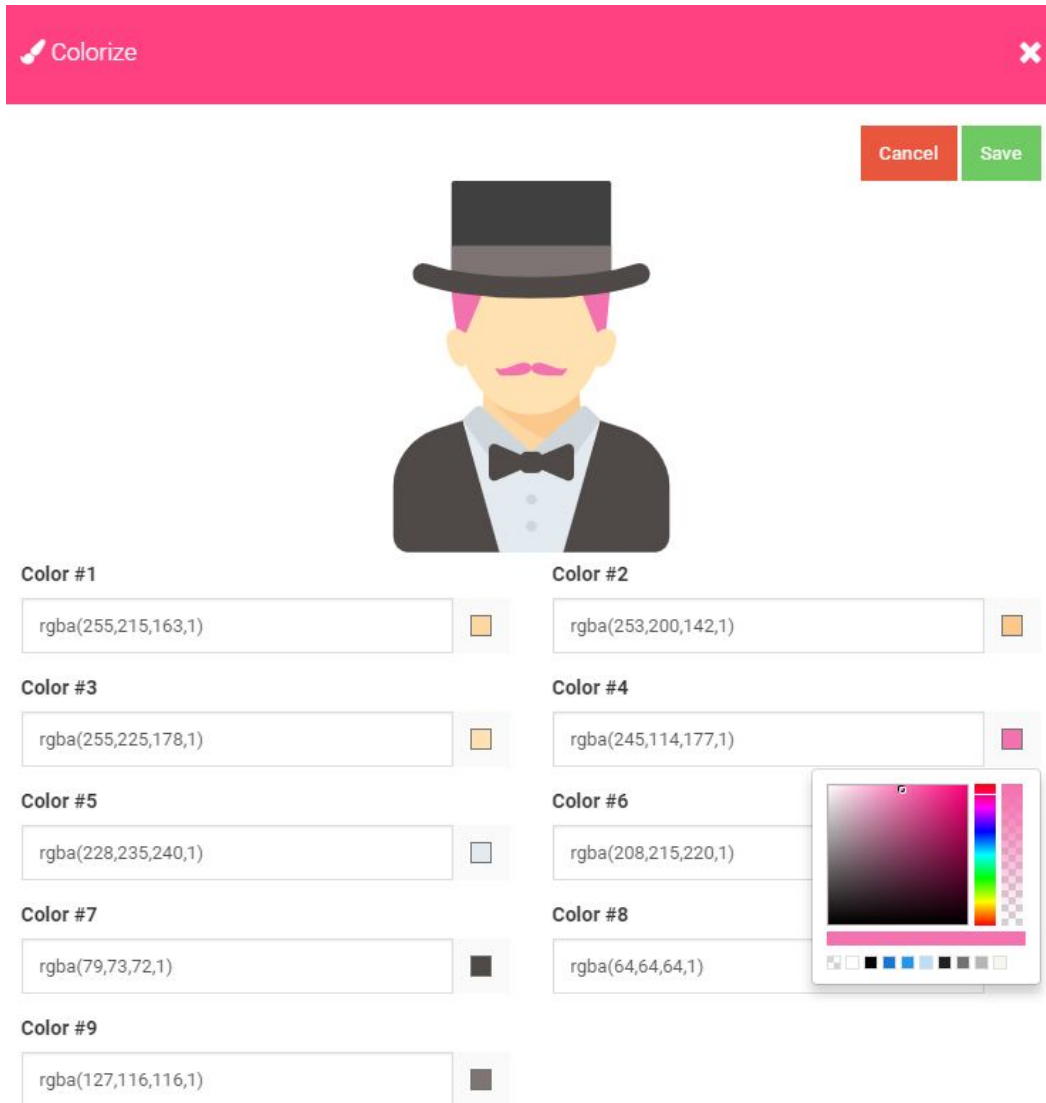 Colorize
Cancel Save
Color #1 Color #2
rgba(255,215,163,1) rgba(253,200,142,1)
Color #3 Color #4
rgba(255,225,178,1) rgba(245,114,177,1)
Color #5 Color #6
rgba(228,235,240,1) rgba(208,215,220,1)
Color #7 Color #8
rgba(79,73,72,1) rgba(64,64,64,1)
Color #9
rgba(127,116,116,1)